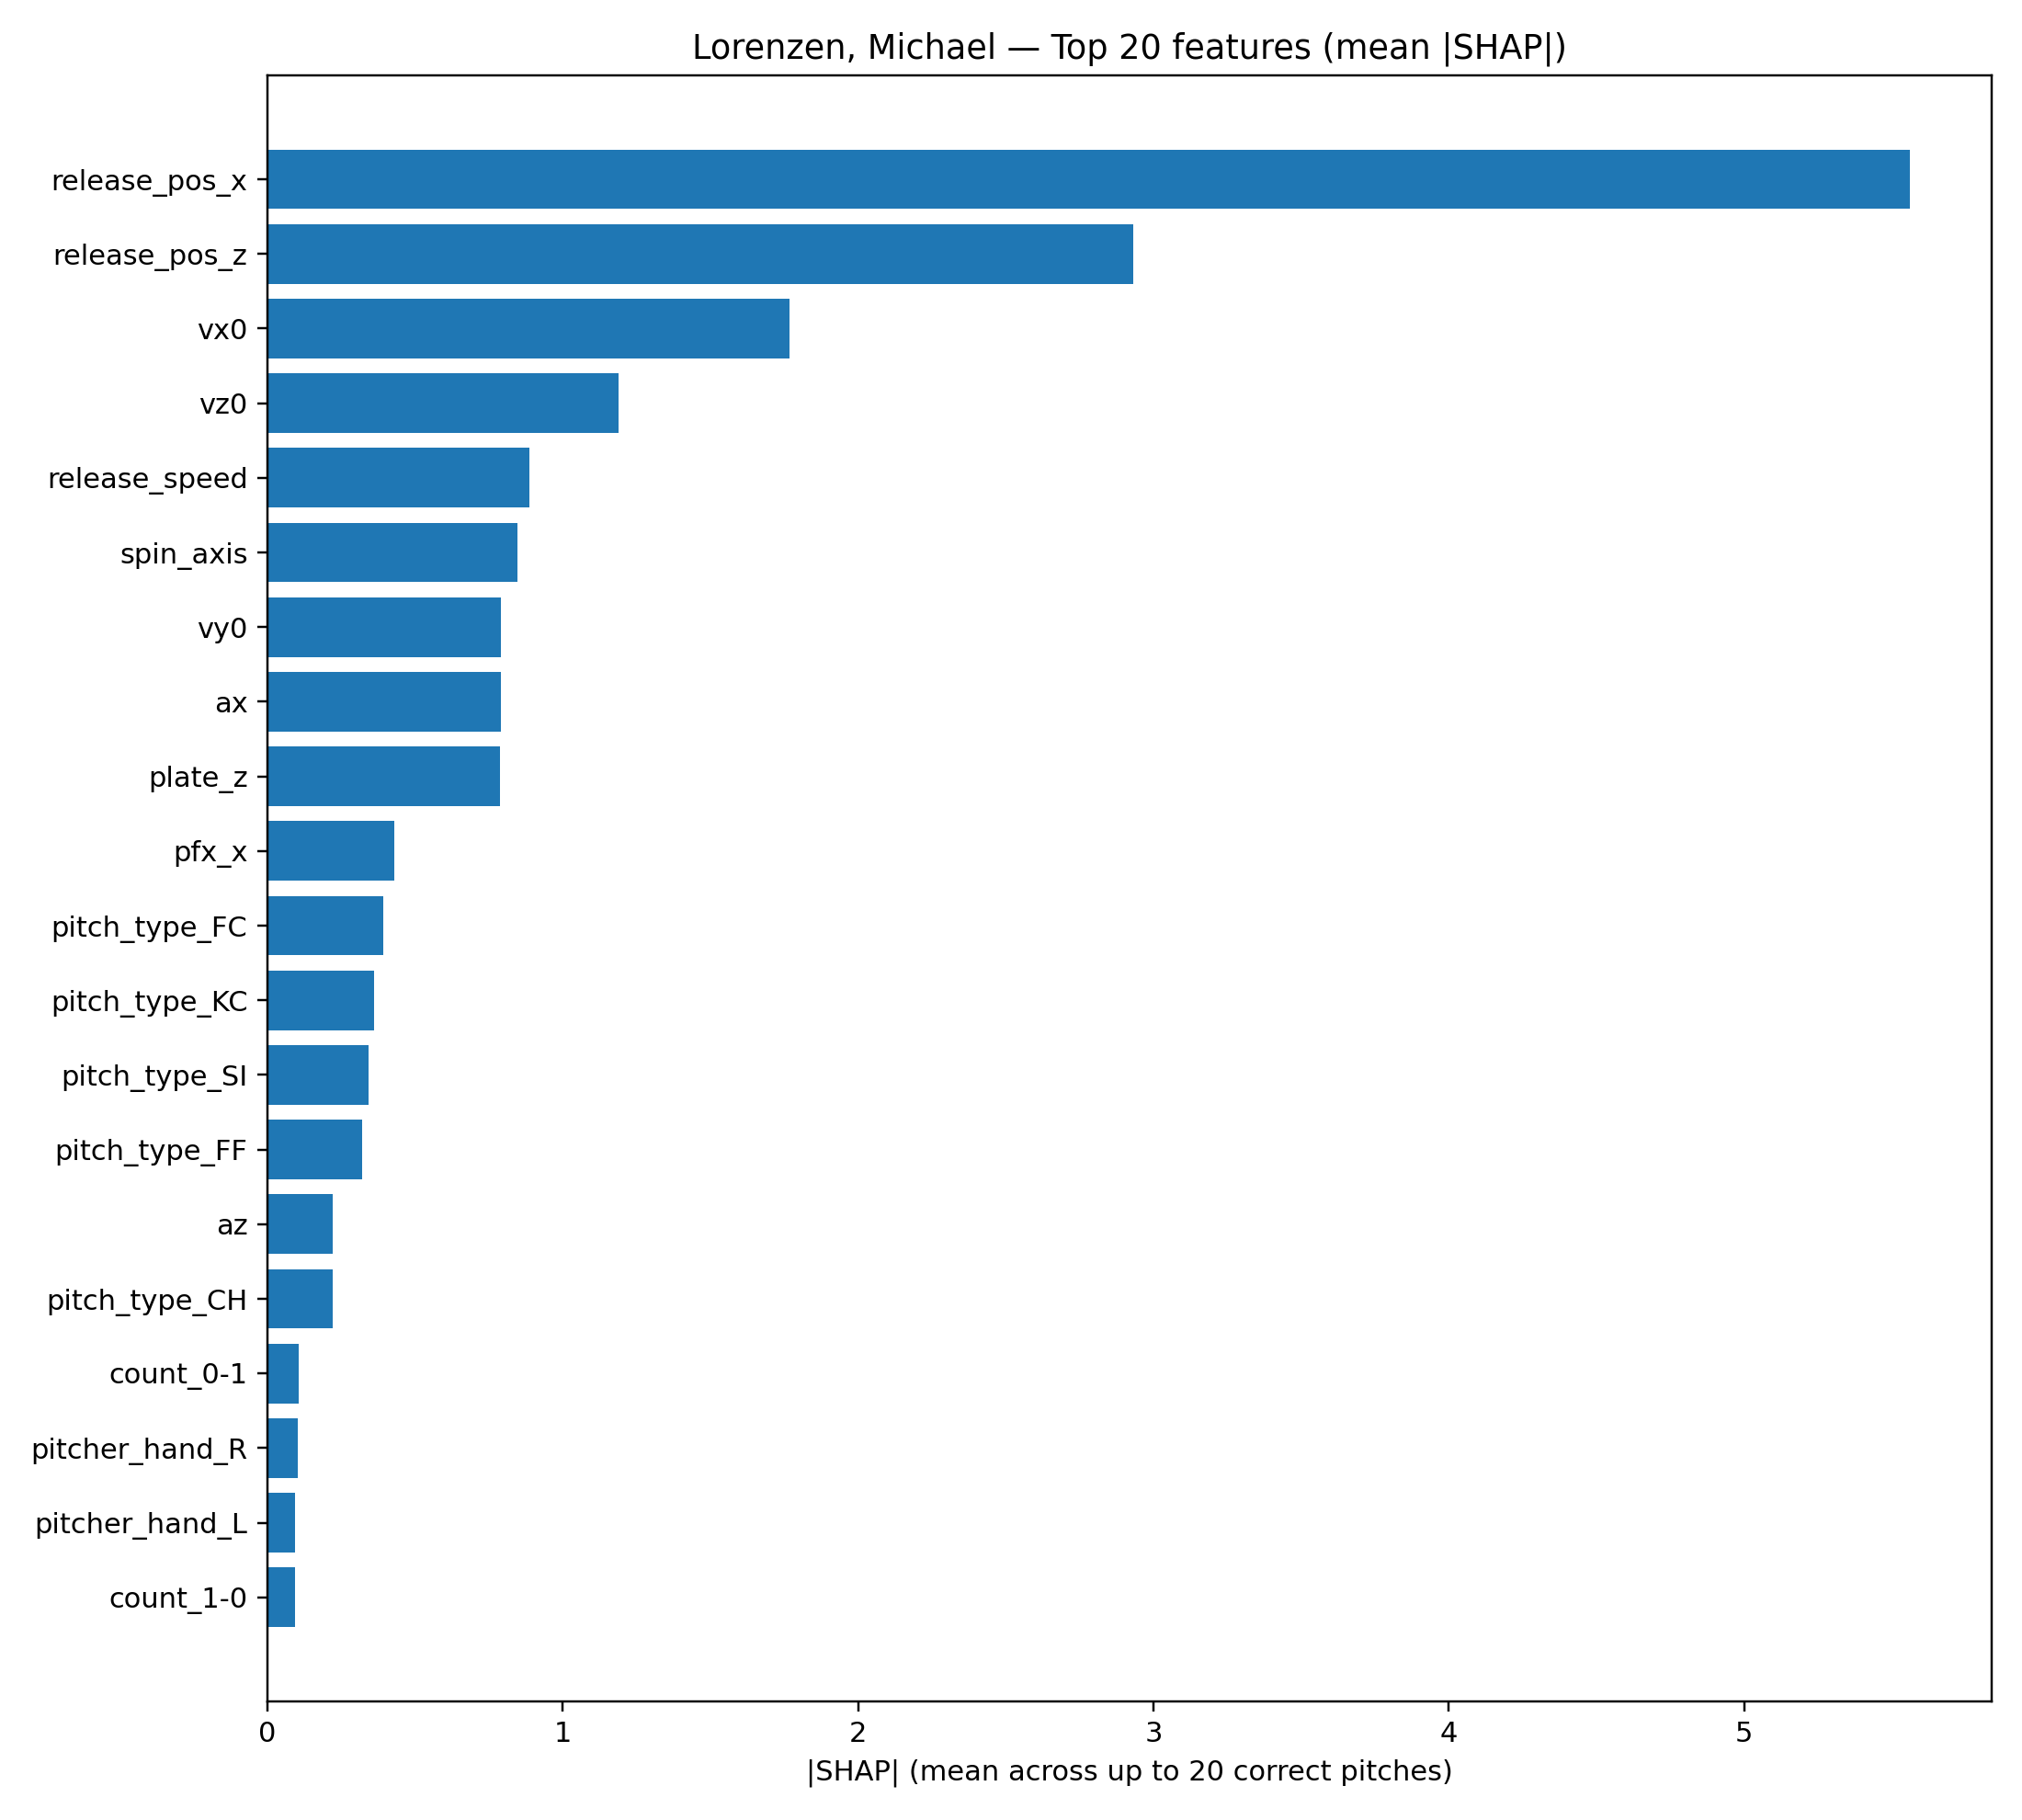 Lorenzen, Michael — Top 20 features (mean |SHAP|)
release_pos_x
release_pos_z
vx0
vz0
release_speed
spin_axis
vy0
ax
plate_z
pfx_x
pitch_type_FC
pitch_type_KC
pitch_type_SI
pitch_type_FF
az
pitch_type_CH
count_0-1
pitcher_hand_R
pitcher_hand_L
count_1-0
0 1 2 3 4 5
|SHAP| (mean across up to 20 correct pitches)